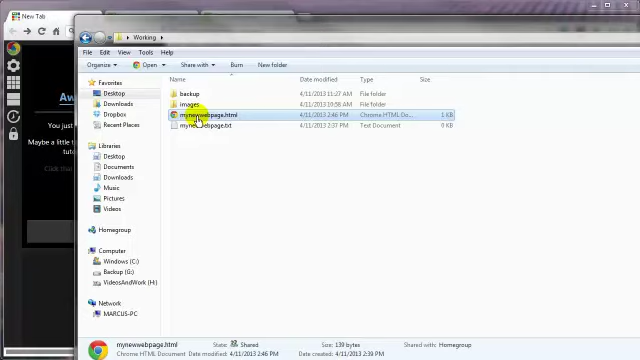 New Tab
Working
File Edit View Tools Help
Organize Open Share with Burn New folder
Name Date modified Type Size
Favorites
Desktop
Downloads
Dropbox
Recent Places
Libraries
Desktop
Documents
Downloads
Music
Pictures
Videos
Homegroup
Computer
Windows (C:)
Backup (G:)
VideosAndWork (H:)
Network
MARCUS-PC
backup 4/11/2013 11:27 AM File folder
images 4/11/2013 10:58 AM File folder
mynewwebpage.html 4/11/2013 2:46 PM Chrome HTML Do... 1 KB
mynewwebpage.txt 4/11/2013 2:37 PM Text Document 0 KB
Aw
You just
Maybe a little t
tute
Click thi
mynewwebpage.html State: Shared Size: 139 bytes Shared with: Homegroup
Chrome HTML Document Date modified: 4/11/2013 2:46 PM Date created: 4/11/2013 2:39 PM